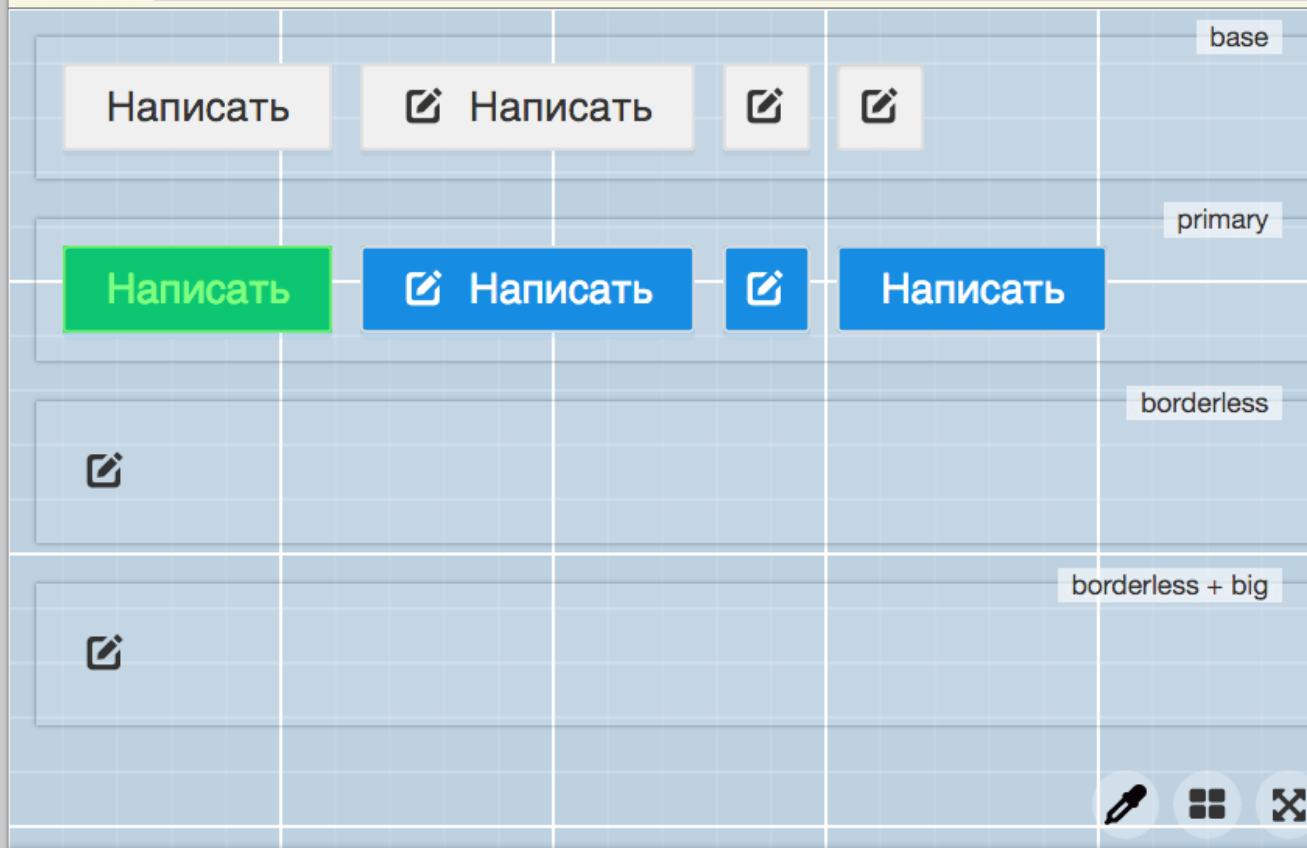 base
Написать
Написать
primary
Написать
Написать
Написать
borderless
borderless + big